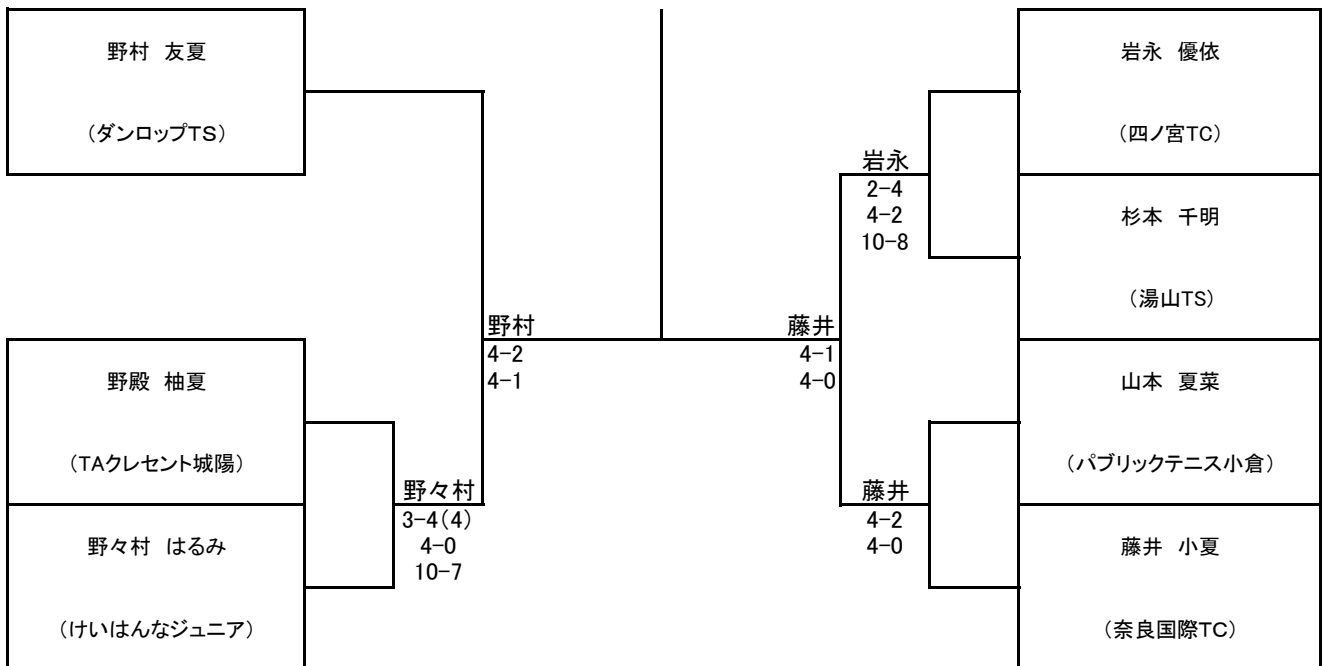 野村 友夏
(ダンロップTS)
野殿 柚夏
(TAクレセント城陽)
野々村 はるみ
(けいはんなジュニア)
野々村
3-4(4)
4-0
10-7
野村
4-2
4-1
藤井
4-1
4-0
岩永
2-4
4-2
10-8
藤井
4-2
4-0
岩永 優依
(四ノ宮TC)
杉本 千明
(湯山TS)
山本 夏菜
(パブリックテニス小倉)
藤井 小夏
(奈良国際TC)